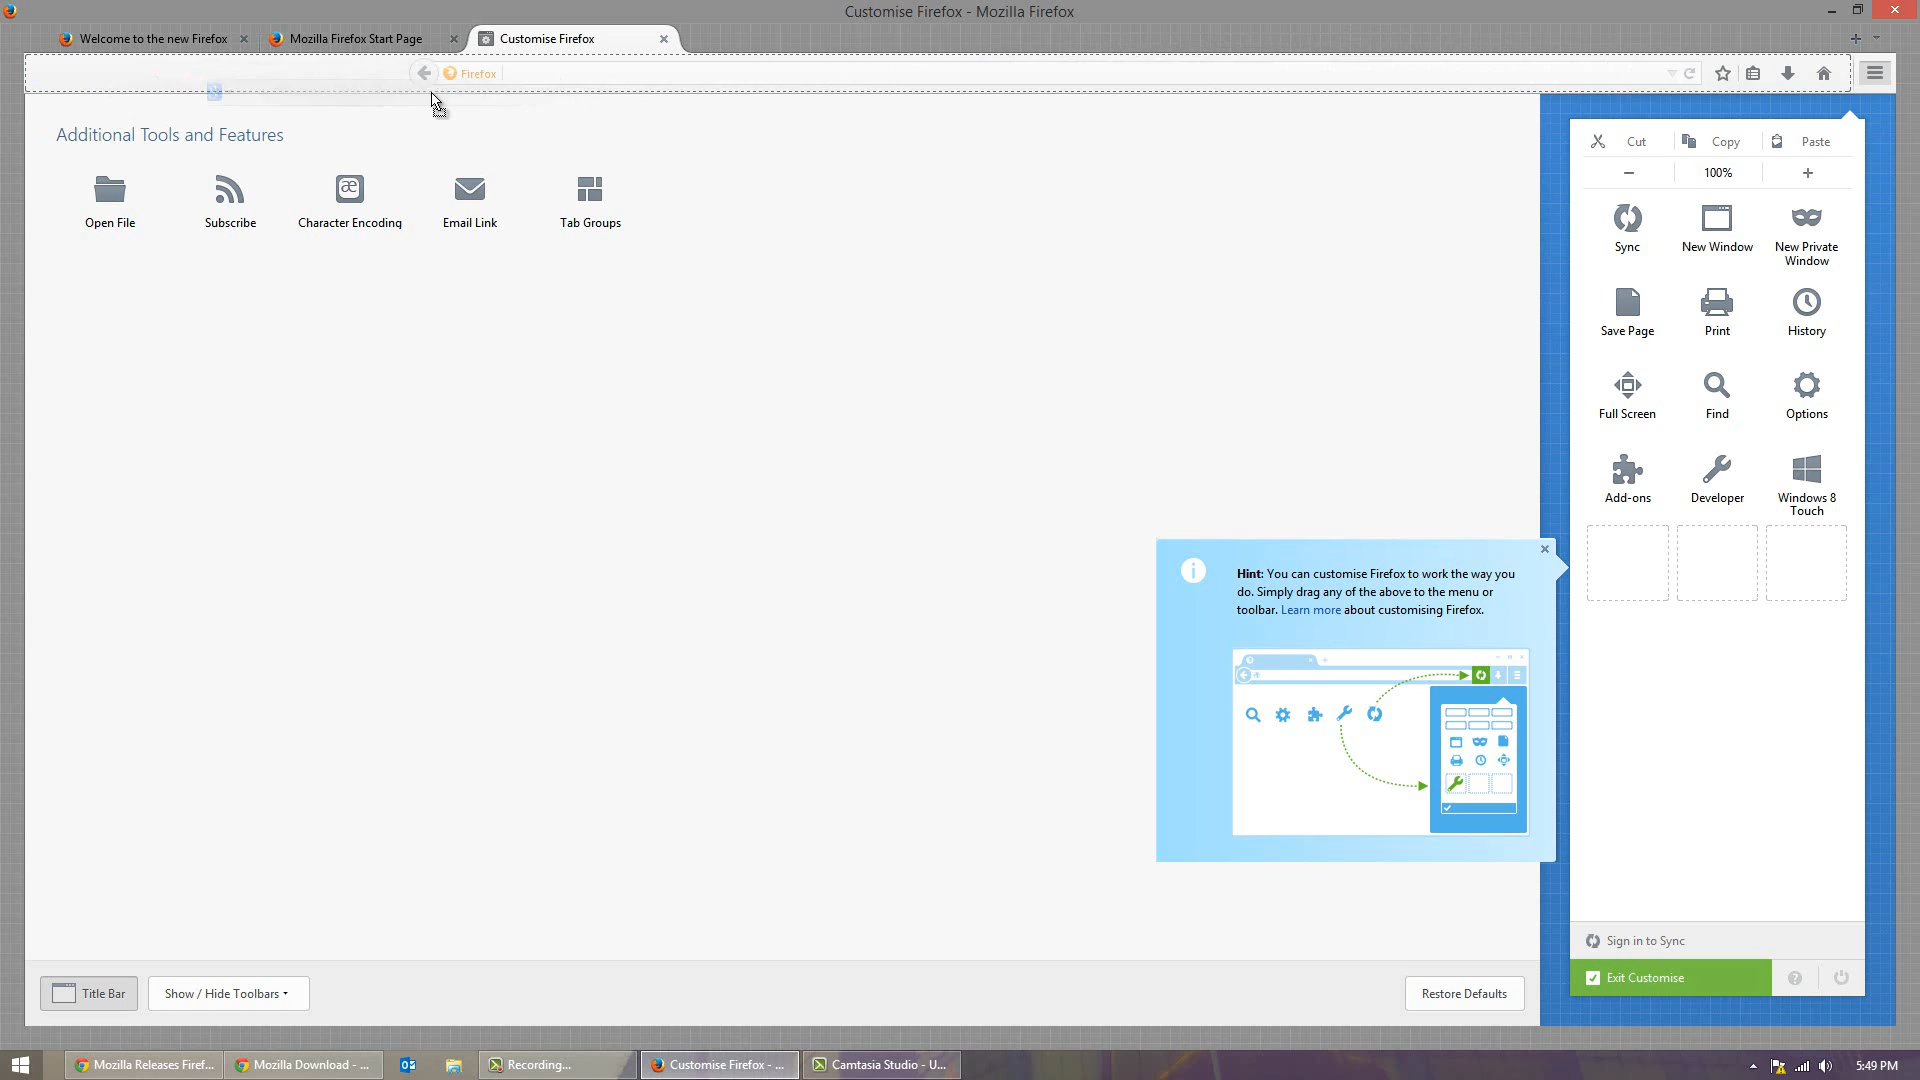 Customise Firefox - Mozilla Firefox
Welcome to the new Firefox
Mozilla Firefox Start Page
Customise Firefox
Firefox
Additional Tools and Features
Open File
Subscribe
æ
Character Encoding
Email Link
Tab Groups
Cut
Copy
Paste
100%
Sync
New Window
New Private
Window
Save Page
Print
History
Full Screen
Find
Options
Add-ons
Developer
Windows 8
Touch
Hint: You can customise Firefox to work the way you
do. Simply drag any of the above to the menu or
toolbar. Learn more about customising Firefox.
Sign in to Sync
Exit Customise
Title Bar
Show / Hide Toolbars
Restore Defaults
Mozilla Releases Firef...
Mozilla Download - ...
Recording...
Customise Firefox - ...
Camtasia Studio - U...
5:49 PM